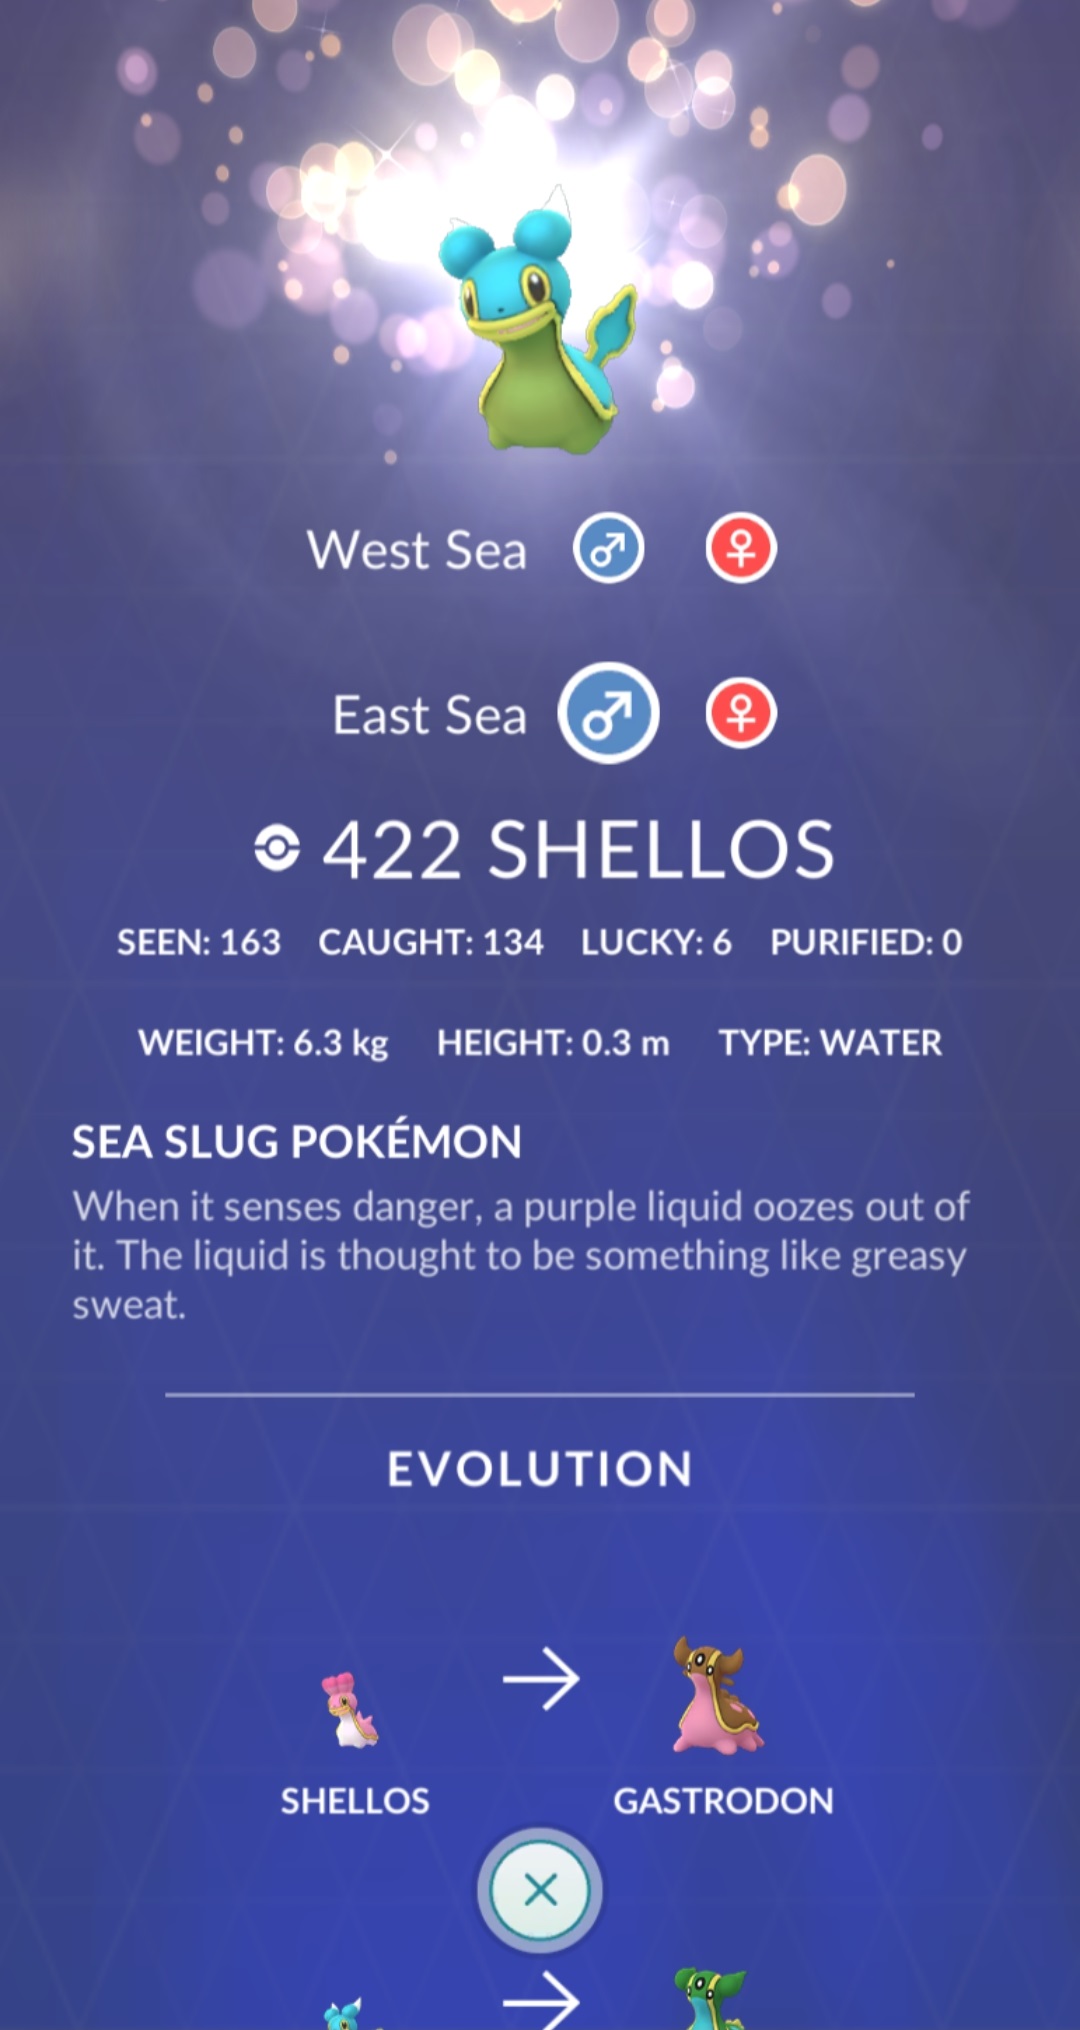 West Sea
East Sea
422 SHELLOS
SEEN: 163 CAUGHT: 134 LUCKY: 6 PURIFIED: 0
WEIGHT: 6.3 kg HEIGHT: 0.3 m TYPE: WATER
SEA SLUG POKÉMON
When it senses danger, a purple liquid oozes out of
it. The liquid is thought to be something like greasy
sweat.
EVOLUTION
SHELLOS GASTRODON